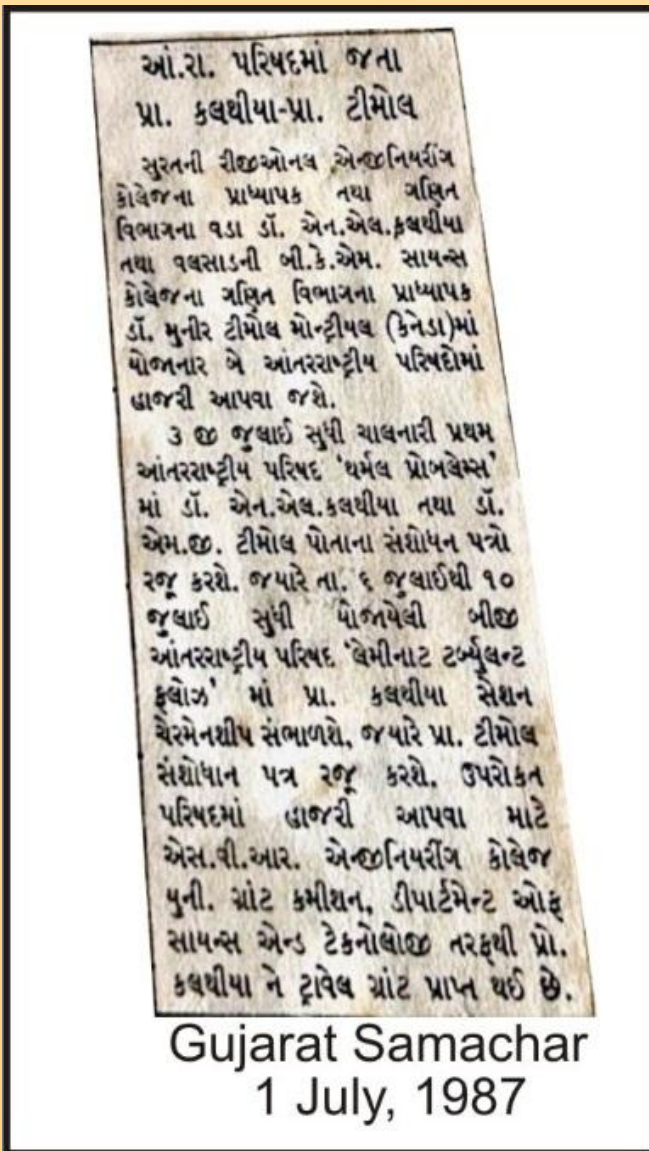 આં.રા. પરિષદમાં જતા
પ્રા. કલથીયા-પ્રા. ટીમોલ
સુરતની રીજીઓનલ એન્જીનિયરીંગ
કોલેજના પ્રાધ્યાપક તથા ગણિત
વિભાગના વડા ડૉ. એન.એલ.કલથીયા
તથા વલસાડની બી.કે.એમ. સાયન્સ
કોલેજના ગણિત વિભાગના પ્રાધ્યાપક
ડૉ. મુનીર ટીમોલ મોન્ટ્રીયલ (કેનેડા)માં
યોજાનાર બે આંતરરાષ્ટ્રીય પરિષદોમાં
હાજરી આપવા જશે.
૩ જી જુલાઈ સુધી ચાલનારી પ્રથમ
આંતરરાષ્ટ્રીય પરિષદ 'થર્મલ પ્રોબલેમ્સ'
માં ડૉ. એન.એલ.કલથીયા તથા ડૉ.
એમ.જી. ટીમોલ પોતાના સંશોધન પત્રો
રજૂ કરશે. જયારે તા. ૬ જુલાઈથી ૧૦
જુલાઈ સુધી યોજાયેલી બીજી
આંતરરાષ્ટ્રીય પરિષદ 'લેમીનાટ ટર્બ્યુલન્ટ
ફલોઝ' માં પ્રા. કલથીયા સેશન
ચેરમેનશીપ સંભાળશે, જયારે પ્રા. ટીમોલ
સંશોધાન પત્ર રજૂ કરશે. ઉપરોકત
પરિષદમાં હાજરી આપવા માટે
એસ.વી.આર. એન્જીનિયરીંગ કોલેજ
યુની. ગ્રાંટ કમીશન, ડીપાર્ટમેન્ટ ઓફ
સાયન્સ એન્ડ ટેકનોલોજી તરફથી પ્રો.
કલથીયા ને ટ્રાવેલ ગ્રાંટ પ્રાપ્ત થઈ છે.
Gujarat Samachar
1 July, 1987